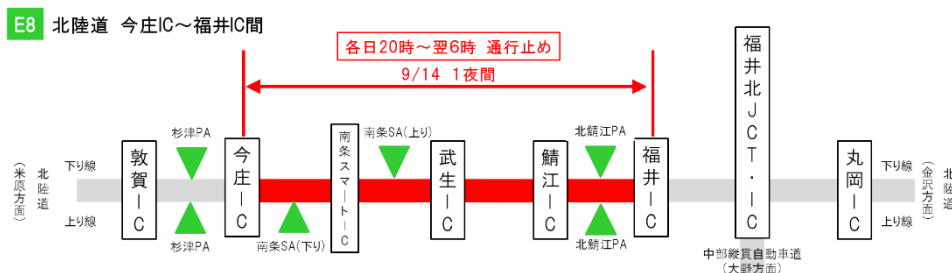 E8 北陸道 今庄IC～福井IC間
各日20時～翌6時 通行止め
9/14 1夜間
北陸道
(米原方面)
下り線
上り線
敦賀IC
杉津PA
杉津PA
今庄IC
南条SA(下り)
南条スマートIC
南条SA(上り)
武生IC
鯖江IC
北鯖江PA
北鯖江PA
福井IC
福井北JCT・IC
中部縦貫自動車道
(大野方面)
丸岡IC
下り線
上り線
北陸道
(金沢方面)